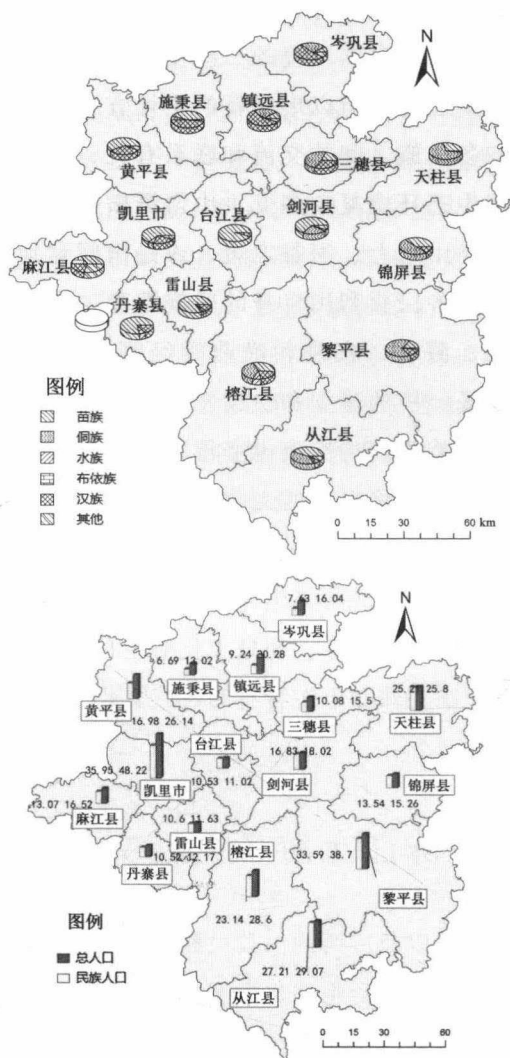 岑巩县
N
施秉县 镇远县
黄平县 三穗县 天柱县
凯里市 台江县 剑河县
麻江县 雷山县 锦屏县
丹寨县
榕江县 黎平县
从江县
图例
苗族
侗族
水族
布依族
汉族
其他
0 15 30 60 km
N
7.63 16.04
岑巩县
6.69 13.02
施秉县
9.24 20.28
镇远县
黄平县
16.98 26.14
10.08 15.5
三穗县
25.8
天柱县
台江县
10.53 11.02
16.83 18.02
剑河县
35.95 48.22
凯里市
13.07 16.52
麻江县
锦屏县
13.54 15.26
10.6 11.63
雷山县
12.17
丹寨县
榕江县
23.14 28.6
33.59 38.7
黎平县
27.21 29.07
从江县
图例
总人口
民族人口
0 15 30 60